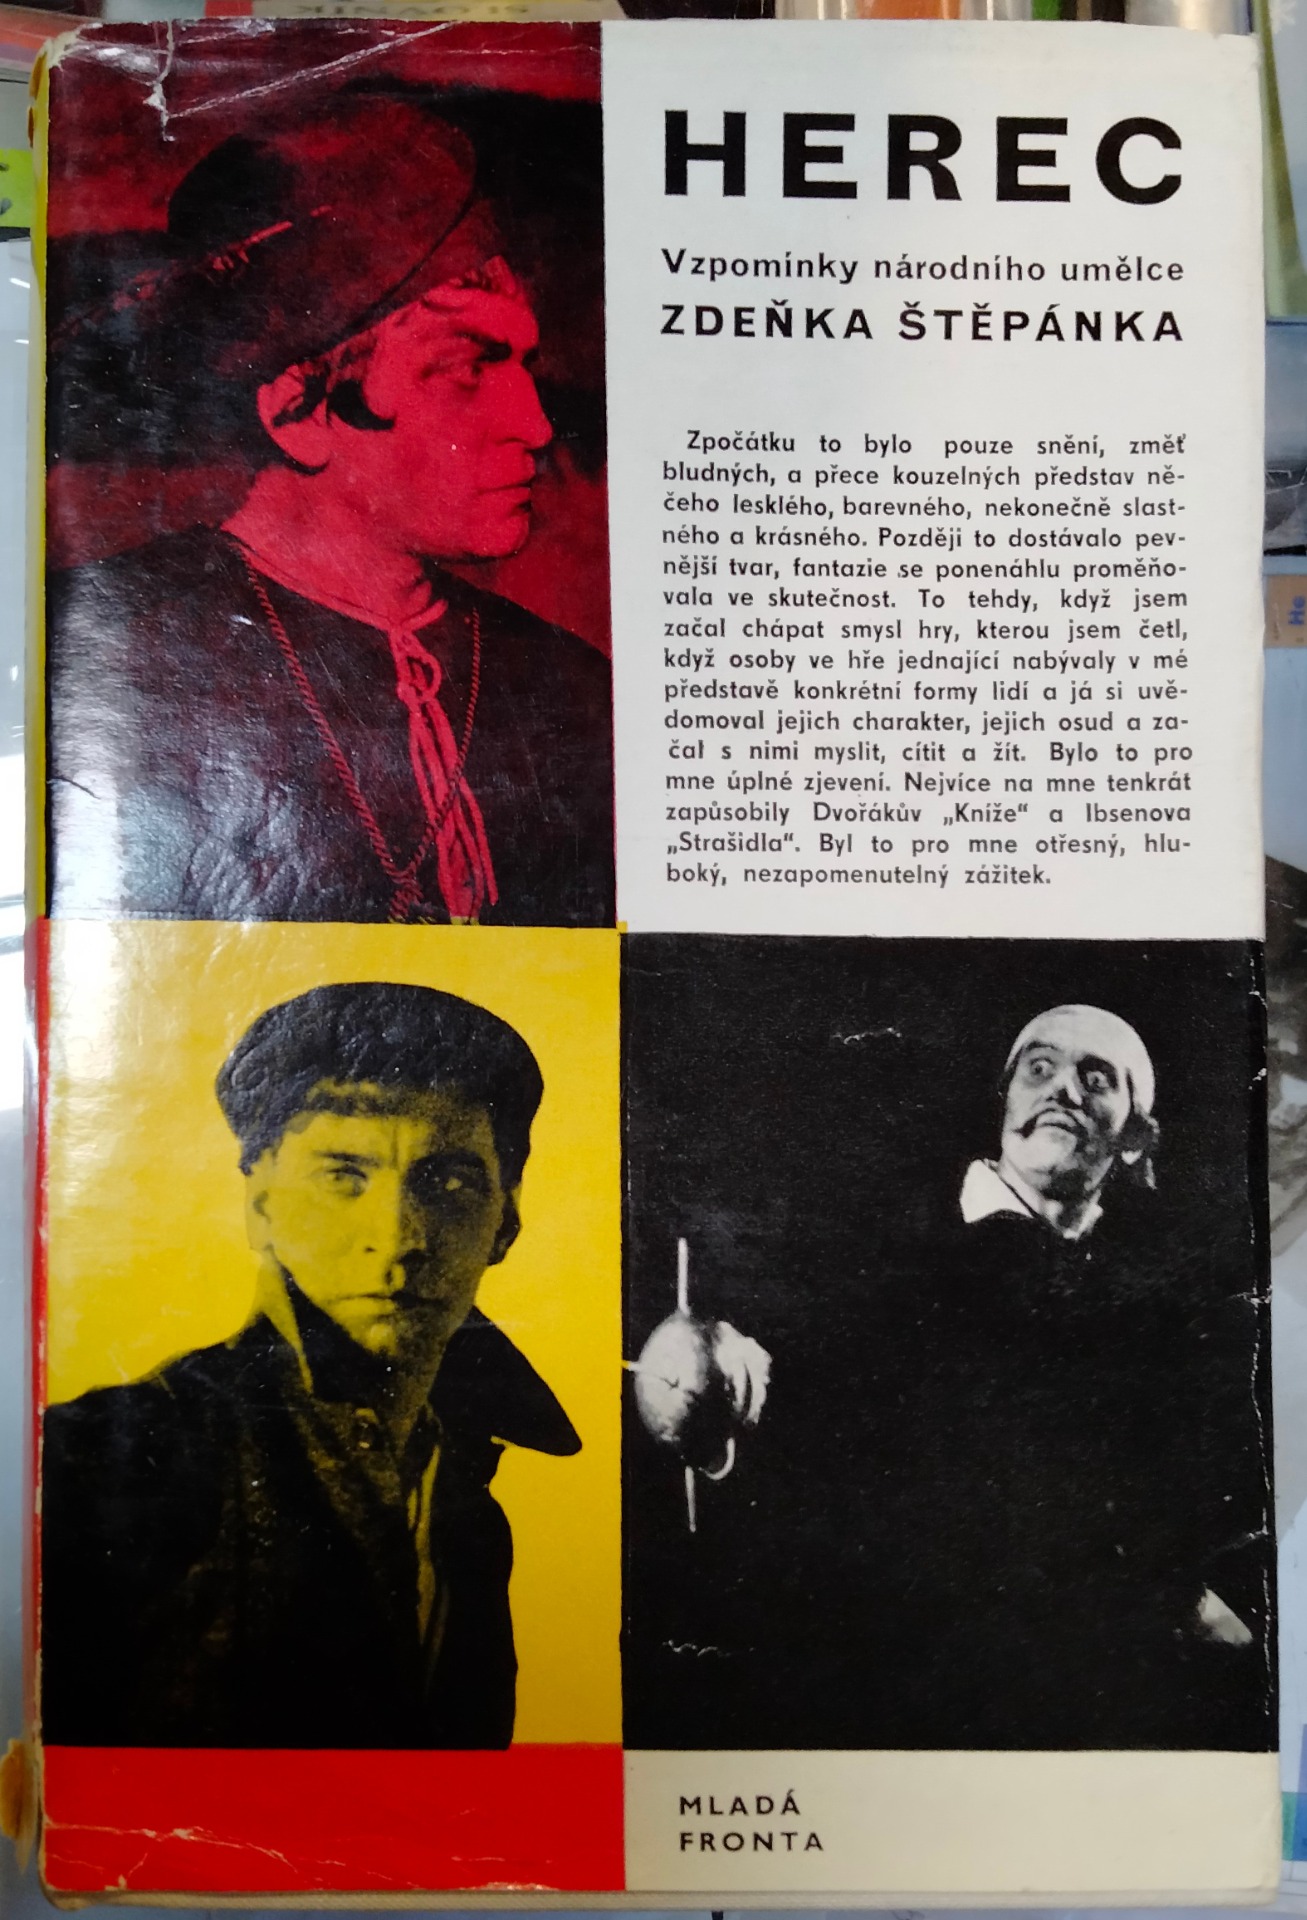 SLOVNÍK
HEREC
Vzpomínky národního umělce
ZDEŇKA ŠTĚPÁNKA
Zpočátku to bylo pouze snění, změť
bludných, a přece kouzelných představ ně-
čeho lesklého, barevného, nekonečně slast-
ného a krásného. Později to dostávalo pev-
nější tvar, fantazie se ponenáhlu proměňo-
vala ve skutečnost. To tehdy, když jsem
začal chápat smysl hry, kterou jsem četl,
když osoby ve hře jednající nabývaly v mé
představě konkrétní formy lidí a já si uvě-
domoval jejich charakter, jejich osud a za-
čal s nimi myslit, cítit a žít. Bylo to pro
mne úplné zjevení. Nejvíce na mne tenkrát
zapůsobily Dvořákův „Kníže“ a Ibsenova
„Strašidla“. Byl to pro mne otřesný, hlu-
boký, nezapomenutelný zážitek.
He
MLADÁ
FRONTA